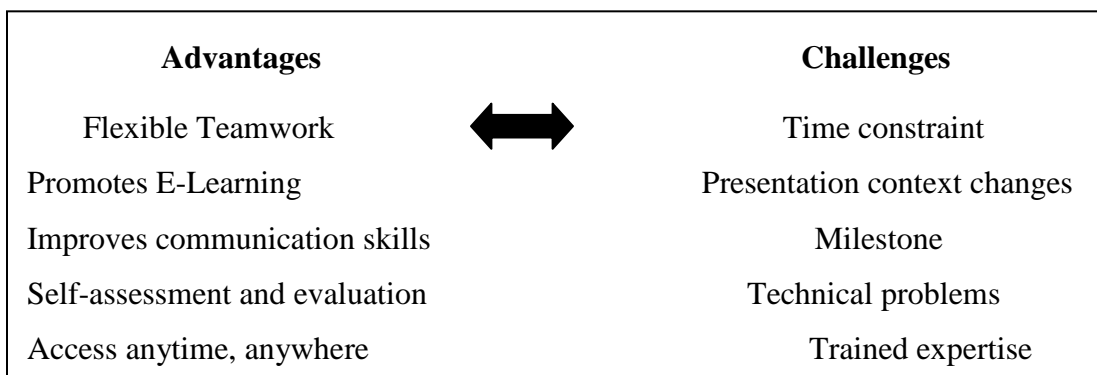 Advantages Challenges
Flexible Teamwork Time constraint
Promotes E-Learning Presentation context changes
Improves communication skills Milestone
Self-assessment and evaluation Technical problems
Access anytime, anywhere Trained expertise